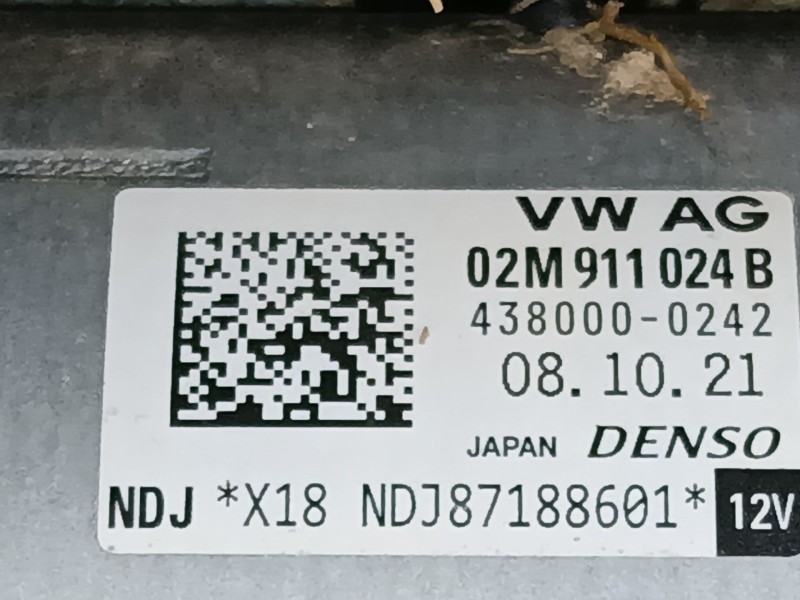 VW AG
02M 911 024 B
438000-0242
08.10.21
JAPAN DENSO
NDJ *X18 NDJ87188601* 12V